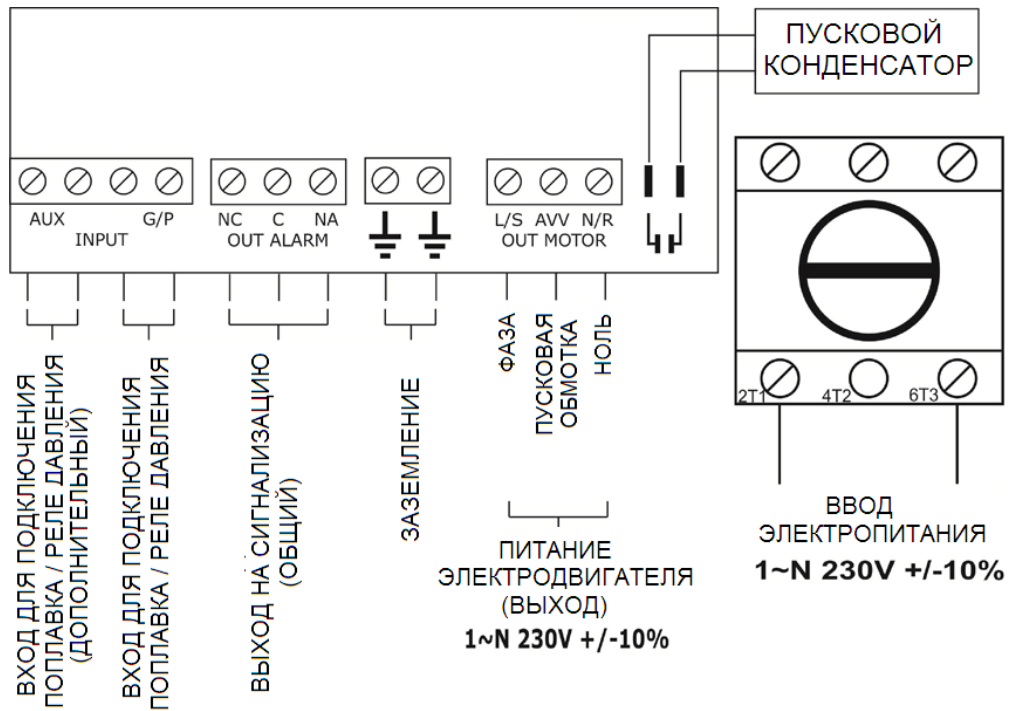 ПУСКОВОЙ
КОНДЕНСАТОР
AUX
G/P
INPUT
NC
C
NA
OUT ALARM
L/S
AVV
N/R
OUT MOTOR
ВХОД ДЛЯ ПОДКЛЮЧЕНИЯ
ПОПЛАВКА / РЕЛЕ ДАВЛЕНИЯ
(ДОПОЛНИТЕЛЬНЫЙ)
ВХОД ДЛЯ ПОДКЛЮЧЕНИЯ
ПОПЛАВКА / РЕЛЕ ДАВЛЕНИЯ
ВЫХОД НА СИГНАЛИЗАЦИЮ
(ОБЩИЙ)
ЗАЗЕМЛЕНИЕ
ФАЗА
ПУСКОВАЯ
ОБМОТКА
НОЛЬ
ПИТАНИЕ
ЭЛЕКТРОДВИГАТЕЛЯ
(ВЫХОД)
1~N 230V +/-10%
2T1
4T2
6T3
ВВОД
ЭЛЕКТРОПИТАНИЯ
1~N 230V +/-10%